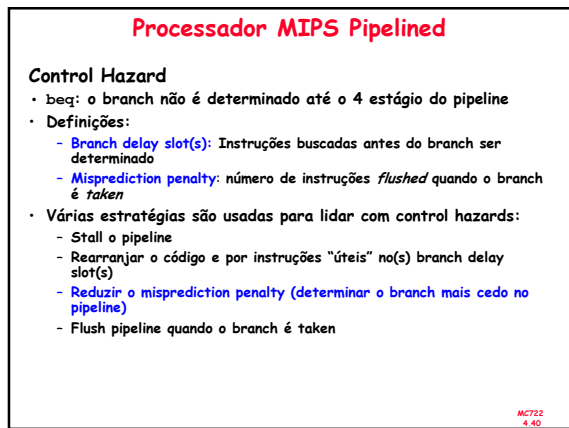 Processador MIPS Pipelined
Control Hazard
• beq: o branch não é determinado até o 4 estágio do pipeline
• Definições:
– Branch delay slot(s): Instruções buscadas antes do branch ser
determinado
– Misprediction penalty: número de instruções flushed quando o branch
é taken
• Várias estratégias são usadas para lidar com control hazards:
– Stall o pipeline
– Rearranjar o código e por instruções “úteis” no(s) branch delay
slot(s)
– Reduzir o misprediction penalty (determinar o branch mais cedo no
pipeline)
– Flush pipeline quando o branch é taken
MC722
4.40